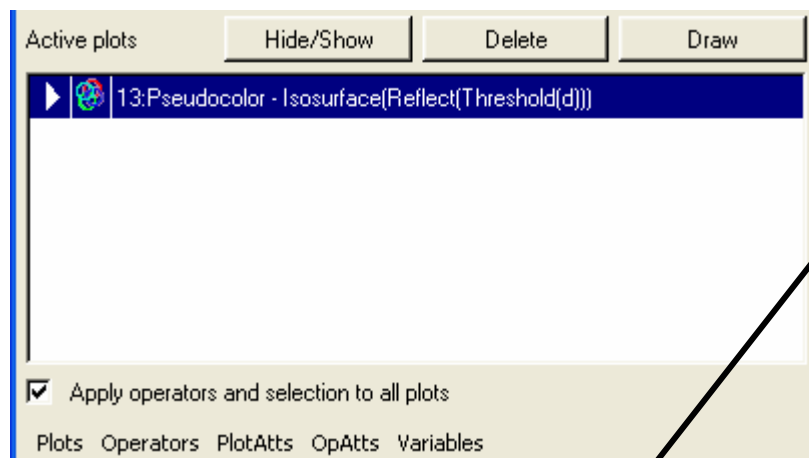 Active plots Hide/Show Delete Draw
13:Pseudocolor - Isosurface(Reflect(Threshold(d)))
Apply operators and selection to all plots
Plots Operators PlotAtts OpAtts Variables